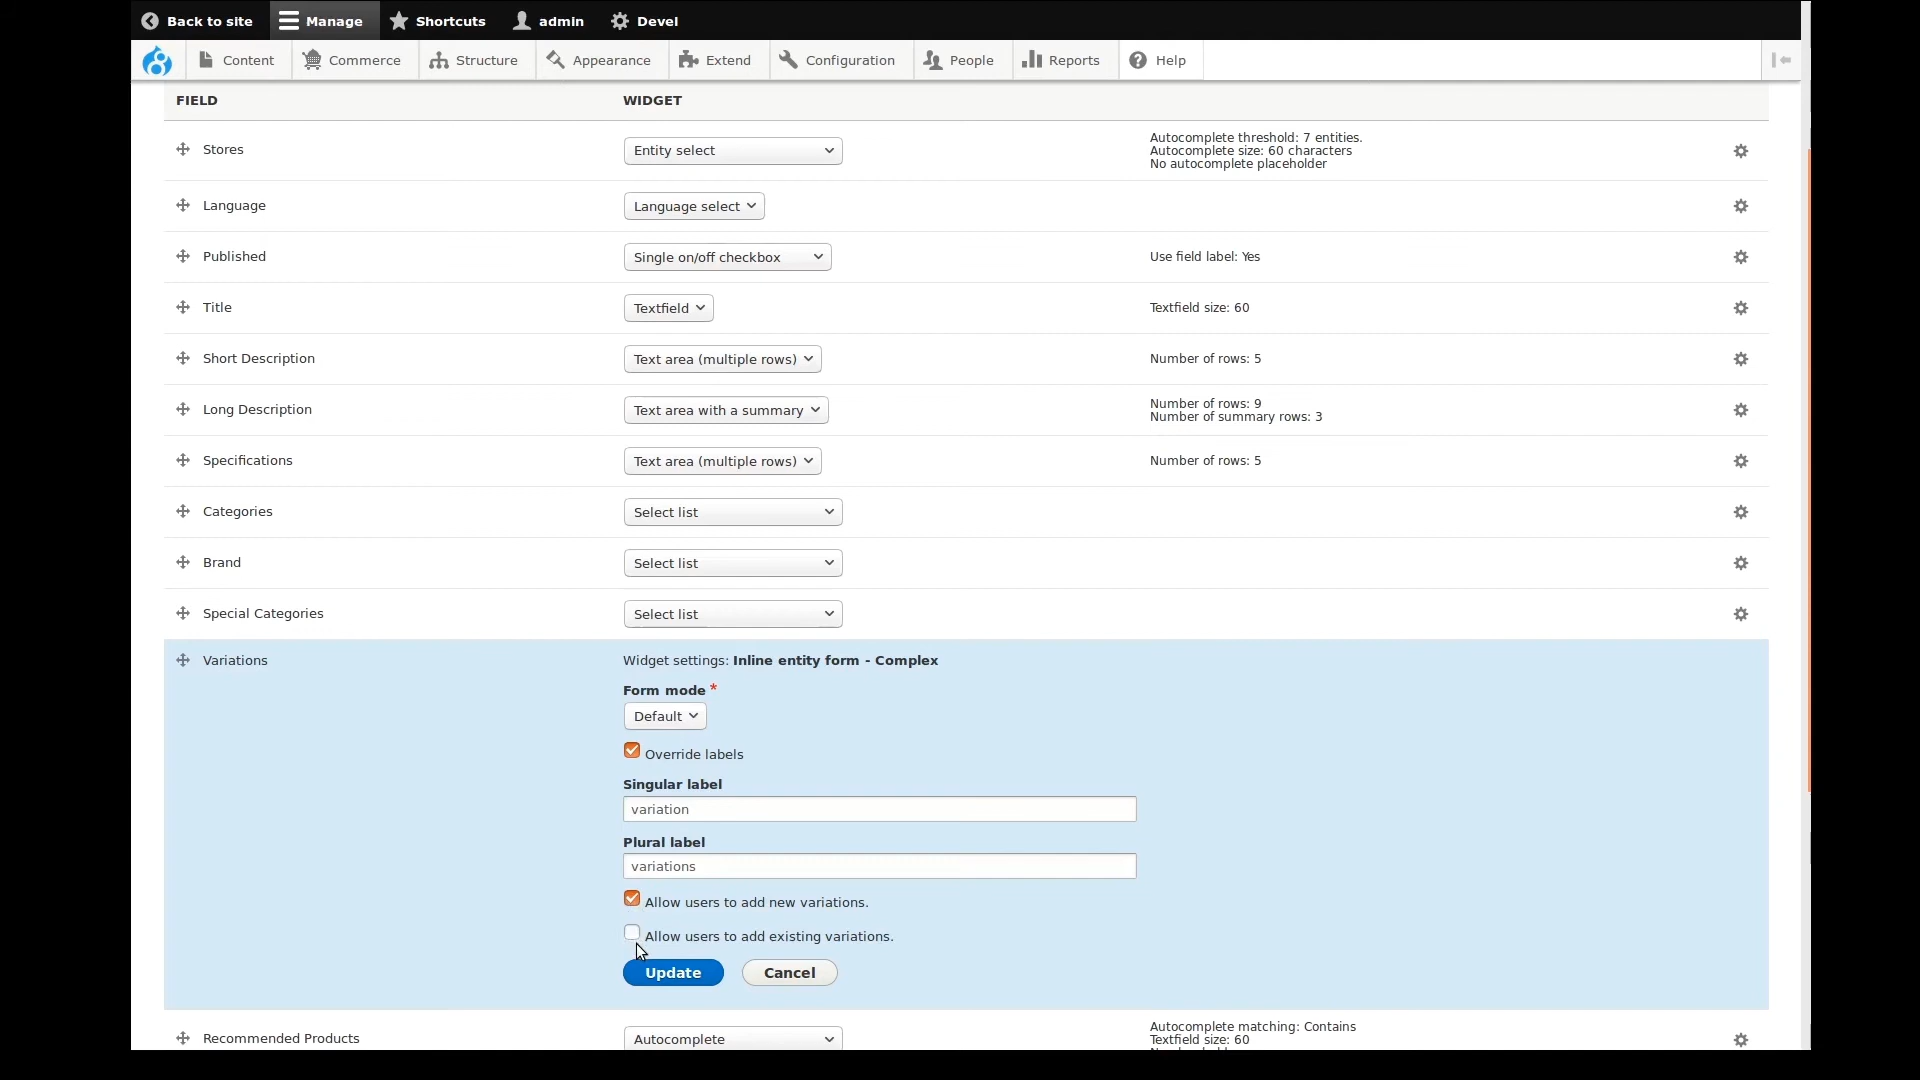 Back to site
Manage
Shortcuts
admin
Devel
Content
Commerce
Structure
Appearance
Extend
Configuration
People
Reports
Help
FIELD
WIDGET
Stores
Entity select
Autocomplete threshold: 7 entities.
Autocomplete size: 60 characters
No autocomplete placeholder
Language
Language select
Published
Single on/off checkbox
Use field label: Yes
Title
Textfield
Textfield size: 60
Short Description
Text area (multiple rows)
Number of rows: 5
Long Description
Text area with a summary
Number of rows: 9
Number of summary rows: 3
Specifications
Text area (multiple rows)
Number of rows: 5
Categories
Select list
Brand
Select list
Special Categories
Select list
Variations
Widget settings: Inline entity form - Complex
Form mode *
Default
Override labels
Singular label
variation
Plural label
variations
Allow users to add new variations.
Allow users to add existing variations.
Update
Cancel
Recommended Products
Autocomplete
Autocomplete matching: Contains
Textfield size: 60